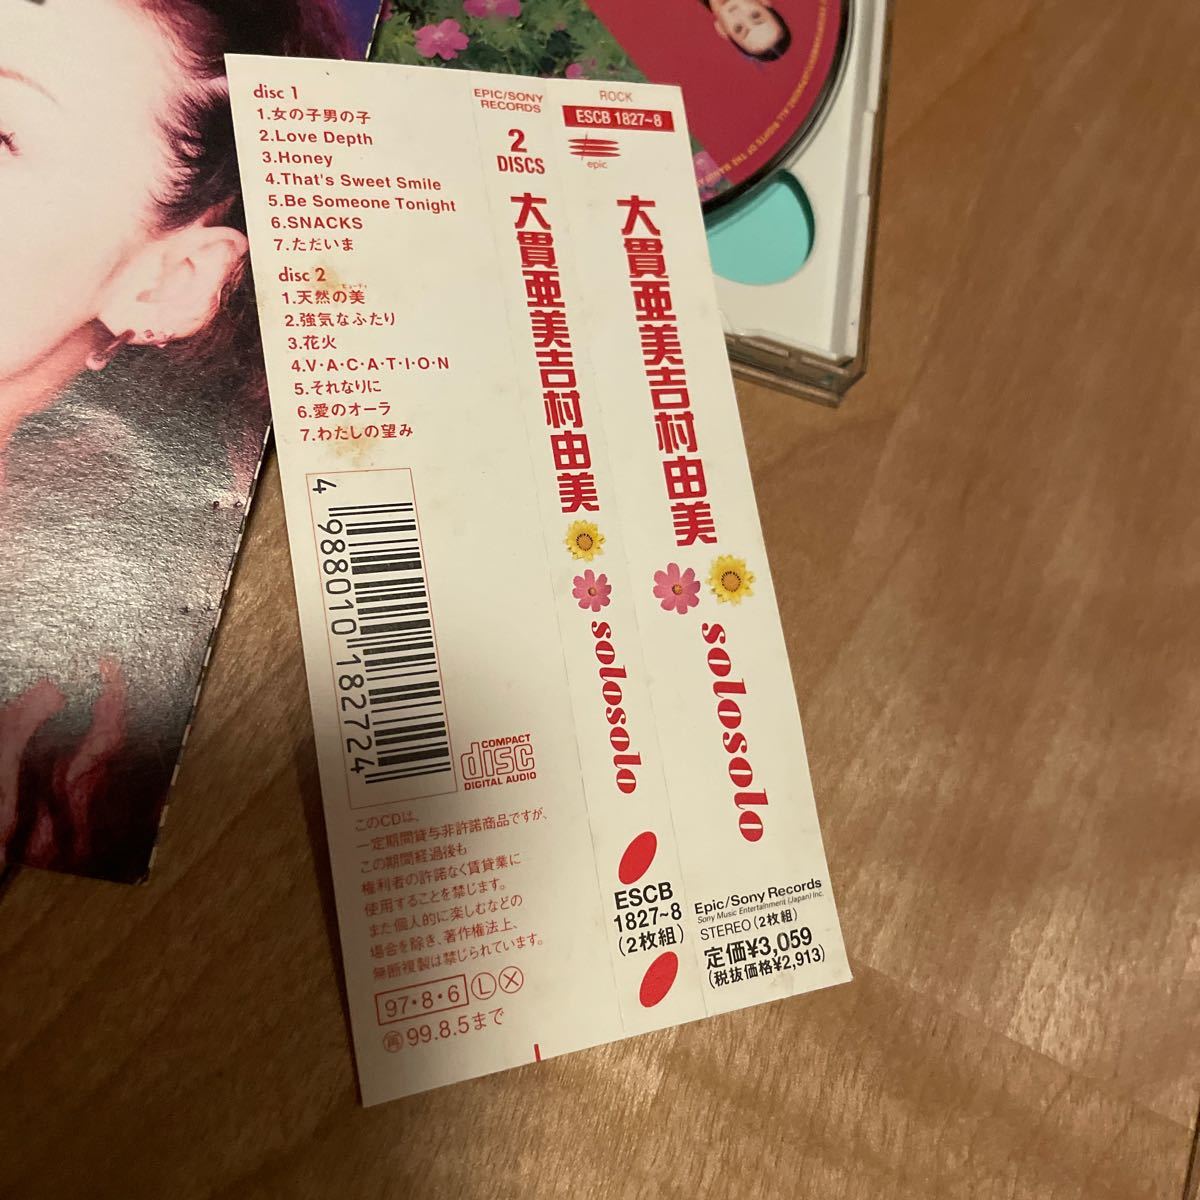 disc 1
1.女の子男の子
2.Love Depth
3.Honey
4.That's Sweet Smile
5.Be Someone Tonight
6.SNACKS
7.ただいま
disc 2
ビューティ
1.天然の美
2.強気なふたり
3.花火
4.V・A・C・A・T・I・O・N
5.それなりに
6.愛のオーラ
7.わたしの望み
4 988010 182724
COMPACT
disc
DIGITAL AUDIO
このCDは、
一定期間貸与非許諾商品ですが、
この期間経過後も
権利者の許諾なく賃貸業に
使用することを禁じます。
また個人的に楽しむなどの
場合を除き、著作権法上、
無断複製は禁じられています。
97・8・6 L X
再 99.8.5まで
EPIC/SONY
RECORDS
2
DISCS
大貫亜美吉村由美
solosolo
ESCB
1827~8
(2枚組)
ROCK
ESCB 1827~8
epic
大貫亜美吉村由美
solosolo
Epic/Sony Records
Sony Music Entertainment (Japan) Inc.
STEREO (2枚組)
定価¥3,059
(税抜価格¥2,913)
ALL RIGHTS OF THE